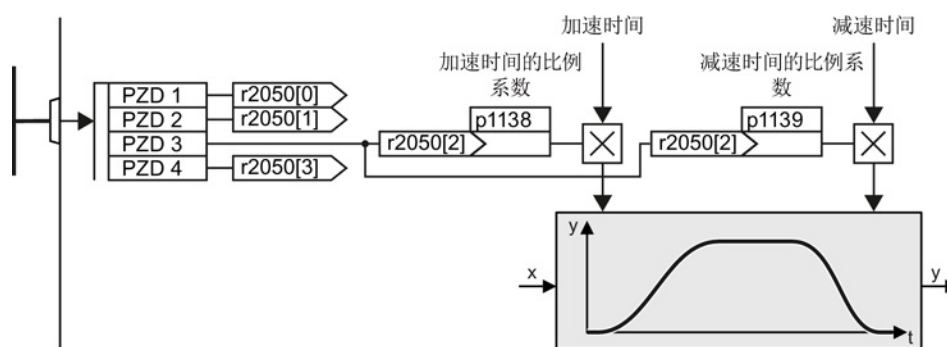 加速时间
减速时间
加速时间的比例
系数
减速时间的比例系
数
PZD 1
r2050[0]
PZD 2
r2050[1]
p1138
p1139
PZD 3
r2050[2]
r2050[2]
PZD 4
r2050[3]
y
x
y
t